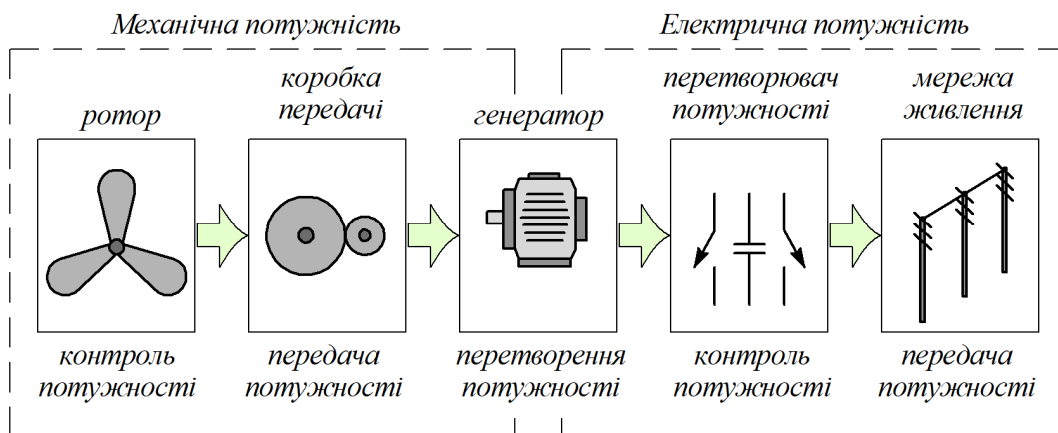 Механічна потужність
Електрична потужність
ротор
коробка
передачі
генератор
перетворювач
потужності
мережа
живлення
контроль
потужності
передача
потужності
перетворення
потужності
контроль
потужності
передача
потужності